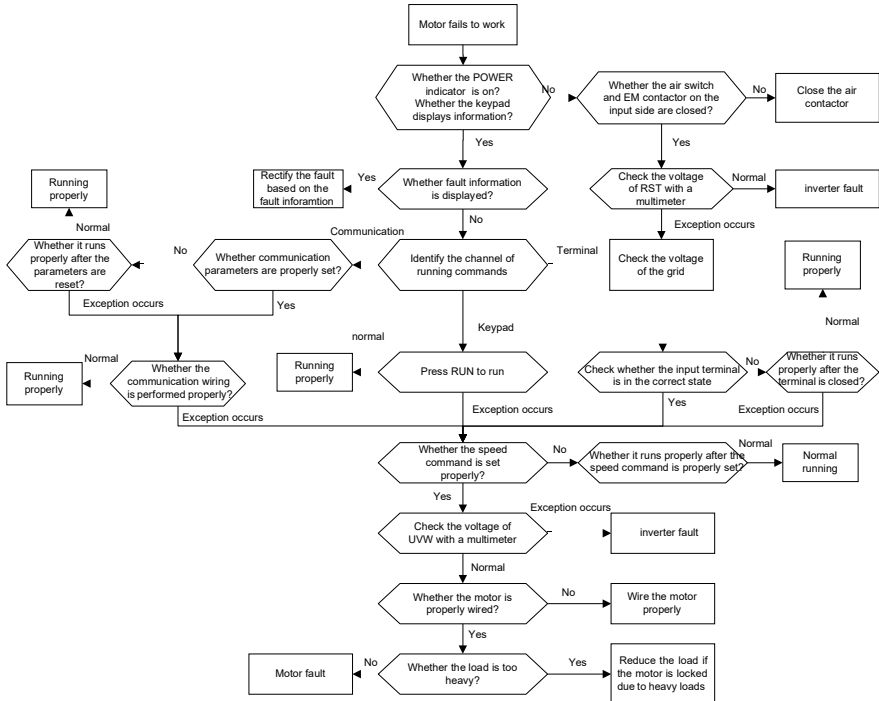 Motor fails to work
Whether the POWER
indicator is on?
Whether the keypad
displays information?
No
Whether the air switch
and EM contactor on the
input side are closed?
No
Close the air
contactor
Yes
Yes
Rectify the fault
based on the
fault inforamtion
Yes
Whether fault information
is displayed?
Check the voltage
of RST with a
multimeter
Normal
inverter fault
Running
properly
Normal
No
Exception occurs
Communication
Terminal
Whether it runs
properly after the
parameters are
reset?
No
Whether communication
parameters are properly set?
Identify the channel of
running commands
Check the voltage
of the grid
Running
properly
Exception occurs
Yes
Keypad
Normal
normal
Running
properly
Normal
Whether the
communication wiring
is performed properly?
Running
properly
Press RUN to run
Check whether the input terminal
is in the correct state
No
Whether it runs
properly after the
terminal is closed?
Exception occurs
Exception occurs
Yes
Exception occurs
Whether the speed
command is set
properly?
No
Whether it runs properly after the
speed command is properly set?
Normal
Normal
running
Yes
Exception occurs
Check the voltage of
UVW with a multimeter
inverter fault
Normal
Whether the motor is
properly wired?
No
Wire the motor
properly
Yes
Motor fault
No
Whether the load is too
heavy?
Yes
Reduce the load if
the motor is locked
due to heavy loads